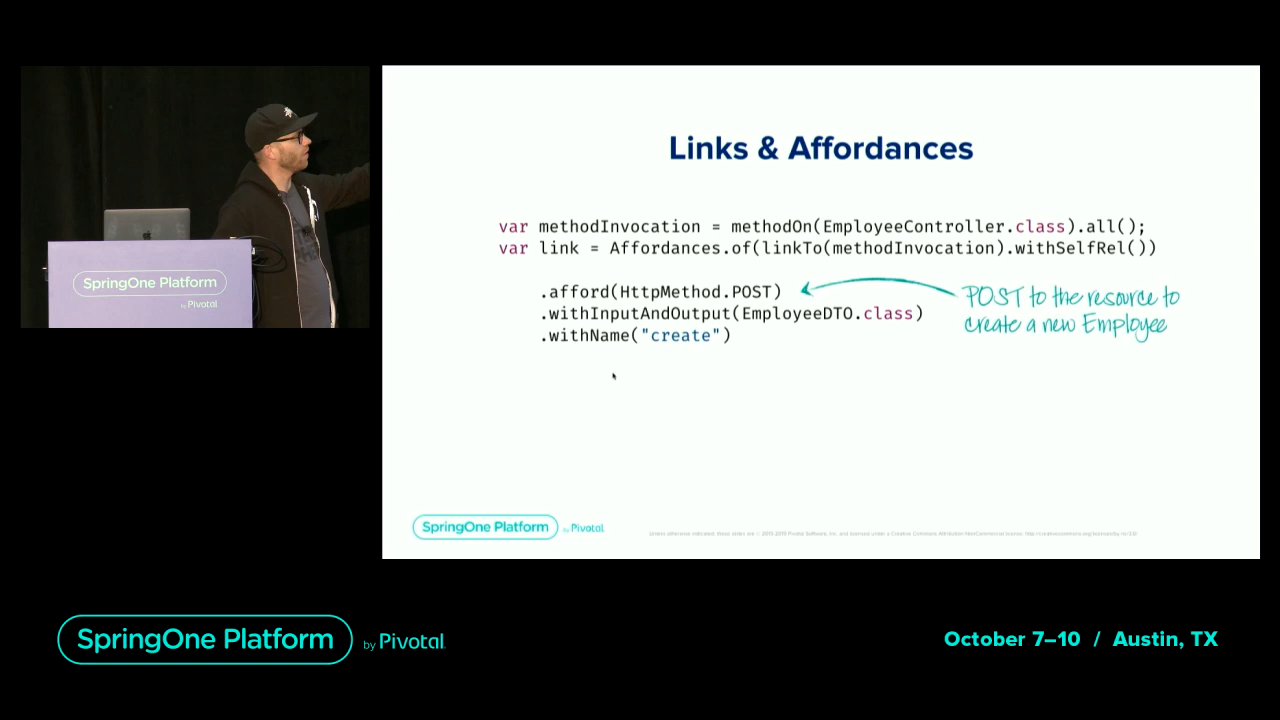 SpringOne Platform
by Pivotal
Links & Affordances
var methodInvocation = methodOn(EmployeeController.class).all();
var link = Affordances.of(linkTo(methodInvocation).withSelfRel())
.afford(HttpMethod.POST)
.withInputAndOutput(EmployeeDTO.class)
.withName("create")
POST to the resource to
create a new Employee
SpringOne Platform by Pivotal
SpringOne Platform by Pivotal
October 7–10 / Austin, TX